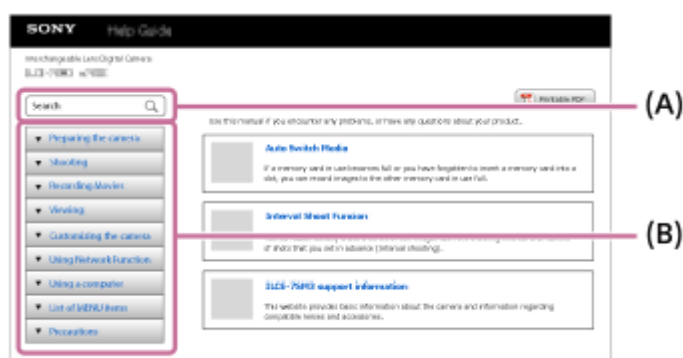 SONY Help Guide
Interchangeable Lens Digital Camera
Search
(A)
Printable PDF
Use this manual if you encounter any problems, or have any questions about your product.
Preparing the camera
Shooting
Recording Movies
Viewing
Customizing the camera
Using Network Function
Using a computer
List of MENU items
Precautions
(B)
Auto Switch Media
If a memory card in use becomes full or you have forgotten to insert a memory card into a
slot, you can record images to the other memory card in use full.
Interval Shoot Funcion
of shots that you set in advance (Interval shooting).
ILCE-7SM3 support information
This website provides basic information about the camera and information regarding
compatible lenses and accessories.